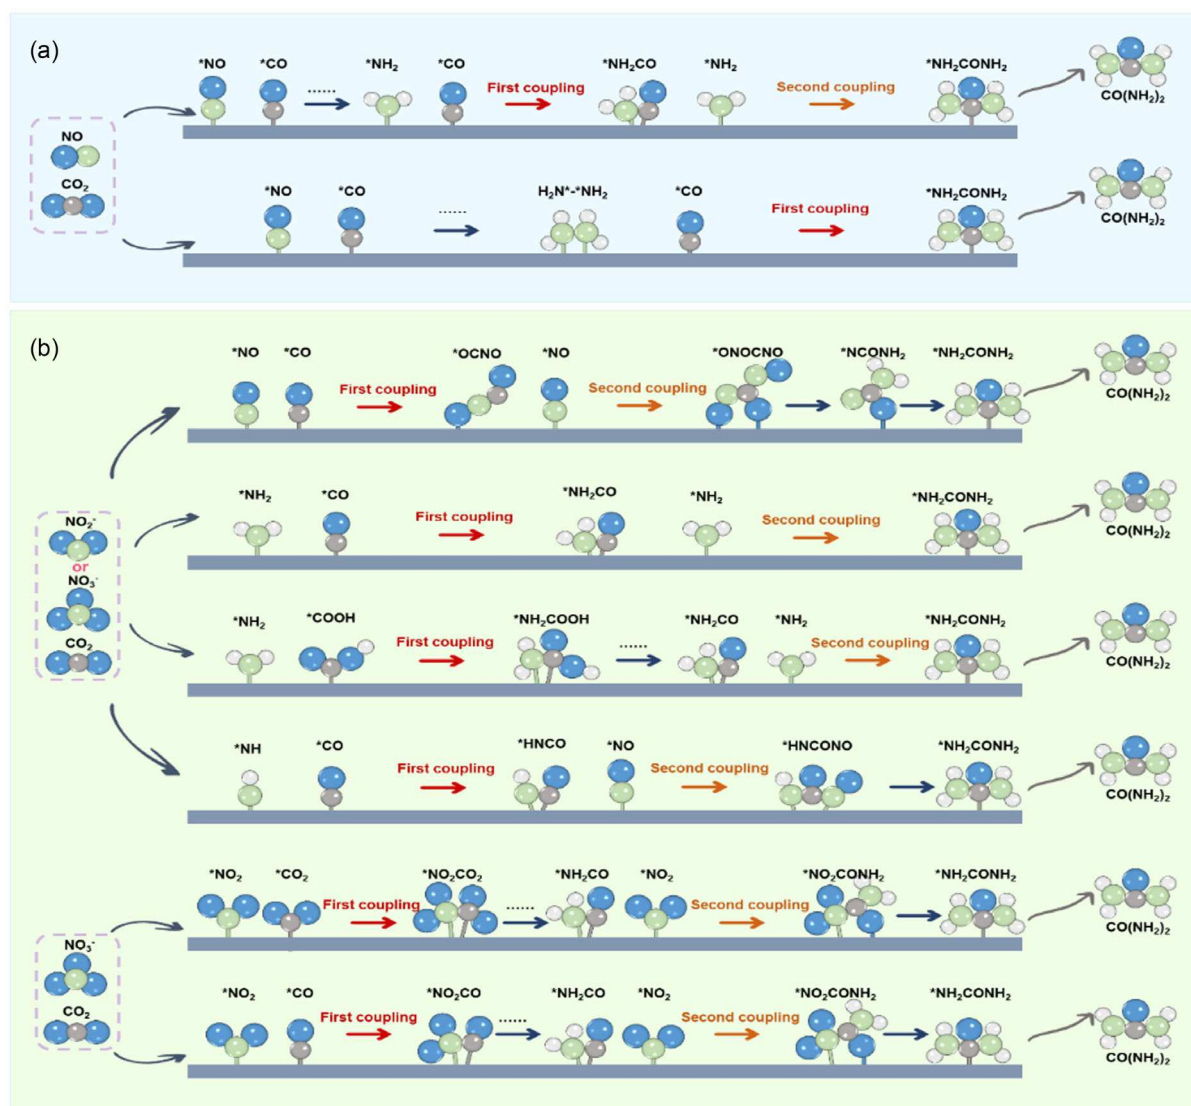 (a)
*NO *CO ...... *NH₂ *CO First coupling *NH₂CO *NH₂ Second coupling *NH₂CONH₂
CO(NH₂)₂
NO
CO₂
*NO *CO ...... H₂N*-*NH₂ *CO First coupling *NH₂CONH₂
CO(NH₂)₂
(b)
*NO *CO First coupling *OCNO *NO Second coupling *ONOCNO *NCONH₂ *NH₂CONH₂
CO(NH₂)₂
*NH₂ *CO First coupling *NH₂CO *NH₂ Second coupling *NH₂CONH₂
CO(NH₂)₂
NO₂⁻
or
NO₃⁻
CO₂
*NH₂ *COOH First coupling *NH₂COOH ...... *NH₂CO *NH₂ Second coupling *NH₂CONH₂
CO(NH₂)₂
*NH *CO First coupling *HNCO *NO Second coupling *HNCONO *NH₂CONH₂
CO(NH₂)₂
*NO₂ *CO₂ First coupling *NO₂CO₂ ...... *NH₂CO *NO₂ Second coupling *NO₂CONH₂ *NH₂CONH₂
CO(NH₂)₂
NO₃⁻
CO₂
*NO₂ *CO First coupling *NO₂CO ...... *NH₂CO *NO₂ Second coupling *NO₂CONH₂ *NH₂CONH₂
CO(NH₂)₂